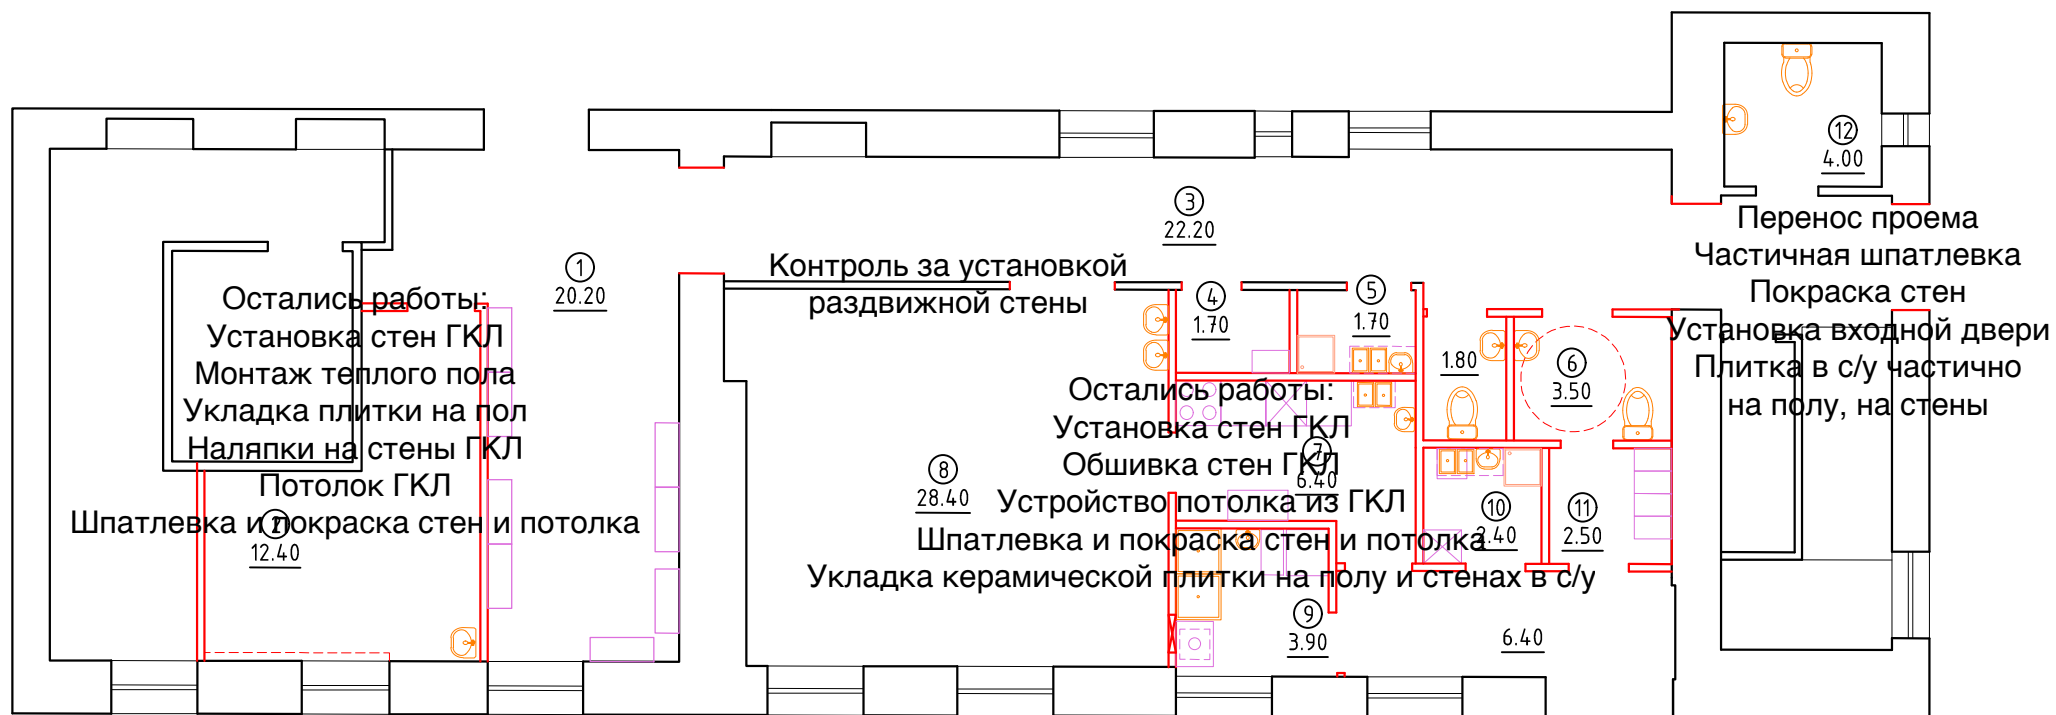 12
4.00
3
22.20
Перенос проема
Частичная шпатлевка
Покраска стен
Установка входной двери
Плитка в с/у частично
на полу, на стены
1
20.20
Контроль за установкой
раздвижной стены
4
1.70
5
1.70
1.80
6
3.50
Остались работы:
Установка стен ГКЛ
Монтаж теплого пола
Укладка плитки на пол
Наляпки на стены ГКЛ
Потолок ГКЛ
Шпатлевка и покраска стен и потолка
2
12.40
8
28.40
Остались работы:
Установка стен ГКЛ
Обшивка стен ГКЛ
Устройство потолка из ГКЛ
Шпатлевка и покраска стен и потолка
Укладка керамической плитки на полу и стенах в с/у
7
6.40
10
2.40
11
2.50
9
3.90
6.40